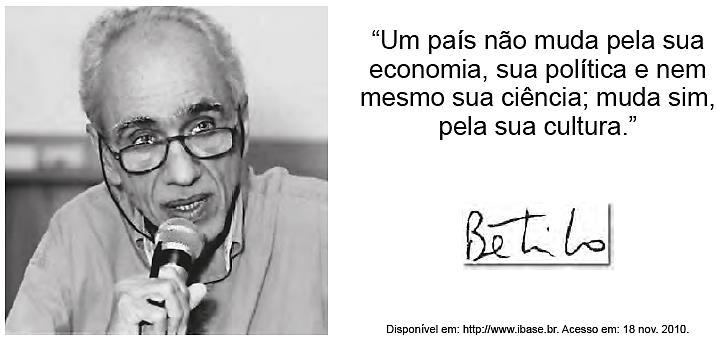 “Um país não muda pela sua
economia, sua política e nem
mesmo sua ciência; muda sim,
pela sua cultura.”
Betinho
Disponível em: http://www.ibase.br. Acesso em: 18 nov. 2010.